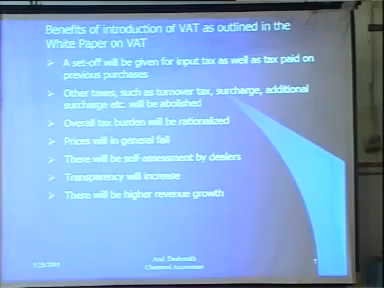 Benefits of introduction of VAT as outlined in the
White Paper on VAT
➤ A set-off will be given for input tax as well as tax paid on
previous purchases
➤ Other taxes, such as turnover tax, surcharge, additional
surcharge etc. will be abolished
➤ Overall tax burden will be rationalized
➤ Prices will in general fall
➤ There will be self-assessment by dealers
➤ Transparency will increase
➤ There will be higher revenue growth
Chartered Accountant
7